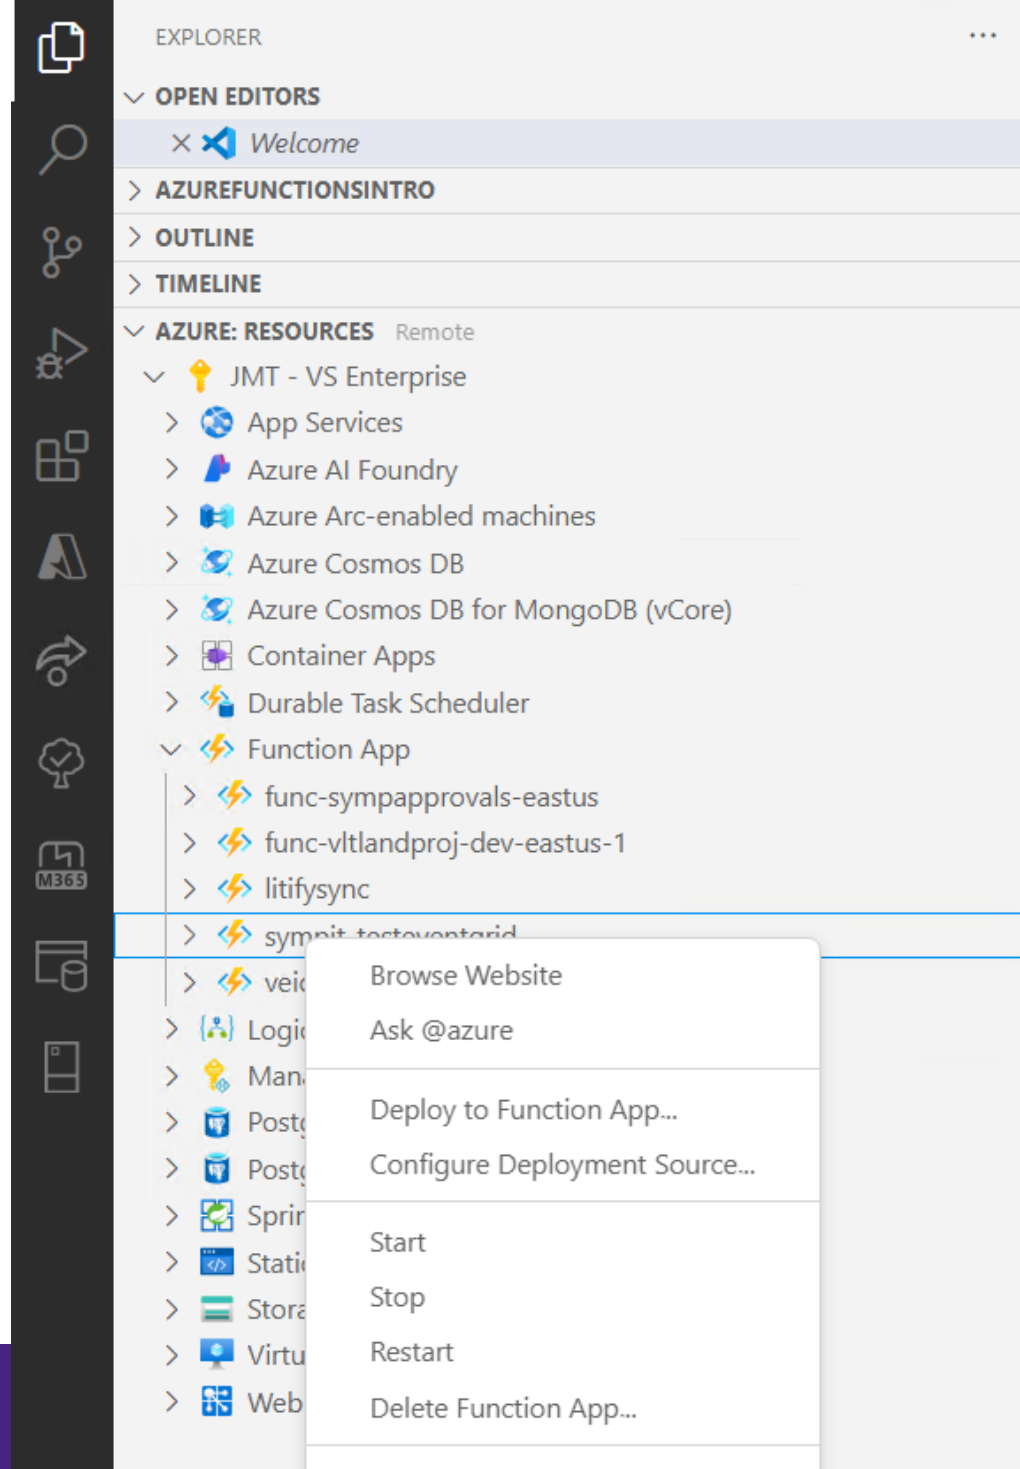 EXPLORER
OPEN EDITORS
Welcome
AZUREFUNCTIONSINTRO
OUTLINE
TIMELINE
AZURE: RESOURCES Remote
JMT - VS Enterprise
App Services
Azure AI Foundry
Azure Arc-enabled machines
Azure Cosmos DB
Azure Cosmos DB for MongoDB (vCore)
Container Apps
Durable Task Scheduler
Function App
func-sympapprovals-eastus
func-vltlandproj-dev-eastus-1
litifysync
M365
Browse Website
Ask @azure
Deploy to Function App...
Configure Deployment Source...
Start
Stop
Restart
Delete Function App...
Web